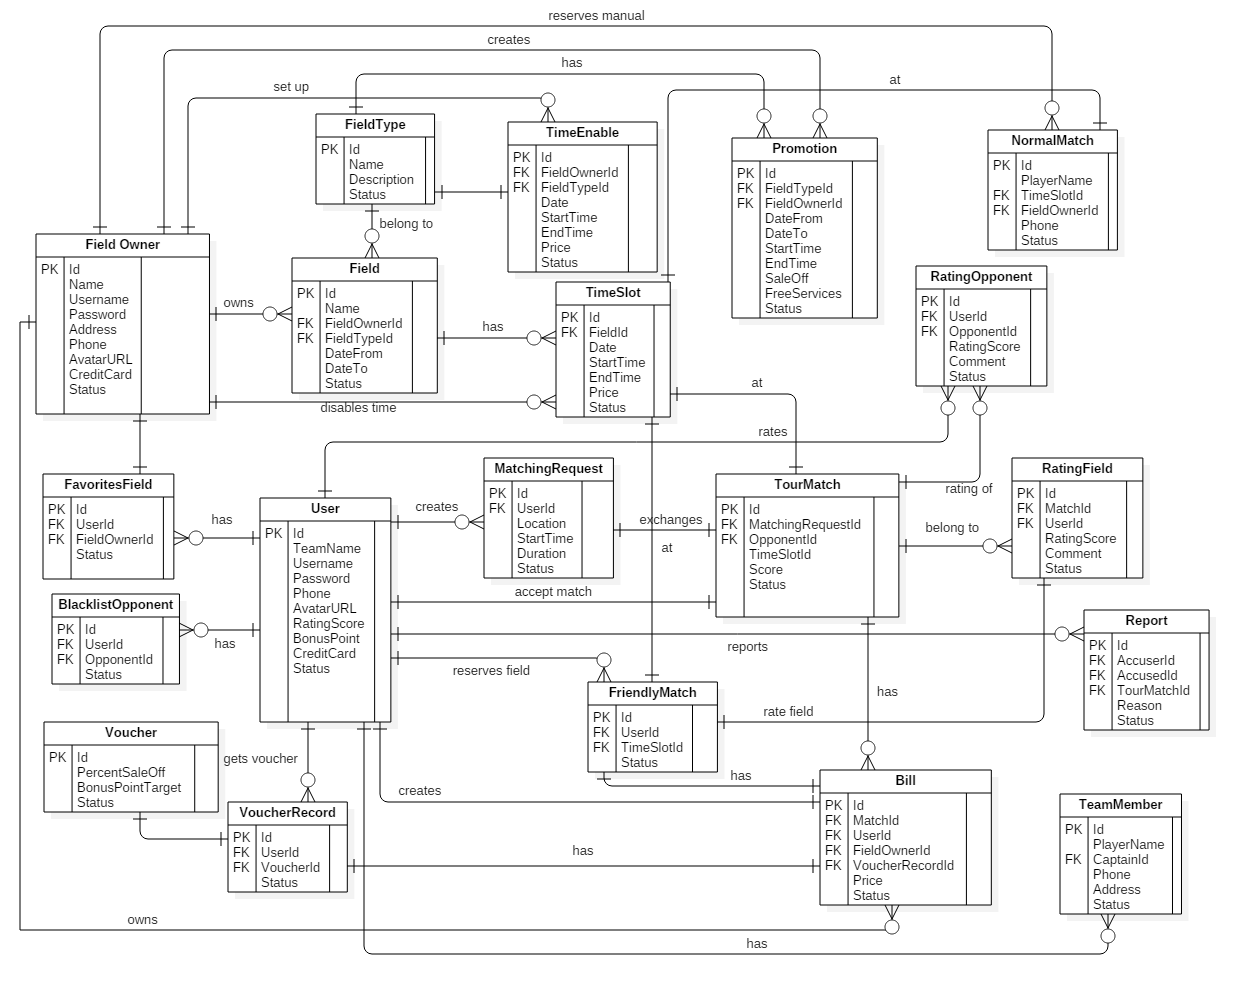 reserves manual
creates
has
at
set up
FieldType
PK Id
Name
Description
Status
TimeEnable
PK Id
FK FieldOwnerId
FK FieldTypeId
Date
StartTime
EndTime
Price
Status
Promotion
PK Id
FK FieldTypeId
FK FieldOwnerId
DateFrom
DateTo
StartTime
EndTime
SaleOff
FreeServices
Status
NormalMatch
PK Id
PlayerName
FK TimeSlotId
FK FieldOwnerId
Phone
Status
belong to
Field Owner
PK Id
Name
Username
Password
Address
Phone
AvatarURL
CreditCard
Status
owns
Field
PK Id
Name
FK FieldOwnerId
FK FieldTypeId
DateFrom
DateTo
Status
has
TimeSlot
PK Id
FK FieldId
Date
StartTime
EndTime
Price
Status
RatingOpponent
PK Id
FK UserId
FK OpponentId
RatingScore
Comment
Status
at
disables time
rates
FavoritesField
PK Id
FK UserId
FK FieldOwnerId
Status
has
User
PK Id
TeamName
Username
Password
Phone
AvatarURL
RatingScore
BonusPoint
CreditCard
Status
creates
MatchingRequest
PK Id
FK UserId
Location
StartTime
Duration
Status
exchanges
at
TourMatch
PK Id
FK MatchingRequestId
FK OpponentId
TimeSlotId
Score
Status
rating of
belong to
RatingField
PK Id
FK MatchId
FK UserId
RatingScore
Comment
Status
accept match
BlacklistOpponent
PK Id
FK UserId
FK OpponentId
Status
has
reports
Report
PK Id
FK AccuserId
FK AccusedId
FK TourMatchId
Reason
Status
reserves field
FriendlyMatch
PK Id
FK UserId
FK TimeSlotId
Status
rate field
has
Voucher
PK Id
PercentSaleOff
BonusPointTarget
Status
gets voucher
has
creates
VoucherRecord
PK Id
FK UserId
FK VoucherId
Status
has
Bill
PK Id
FK MatchId
FK UserId
FK FieldOwnerId
FK VoucherRecordId
Price
Status
TeamMember
PK Id
PlayerName
FK CaptainId
Phone
Address
Status
owns
has